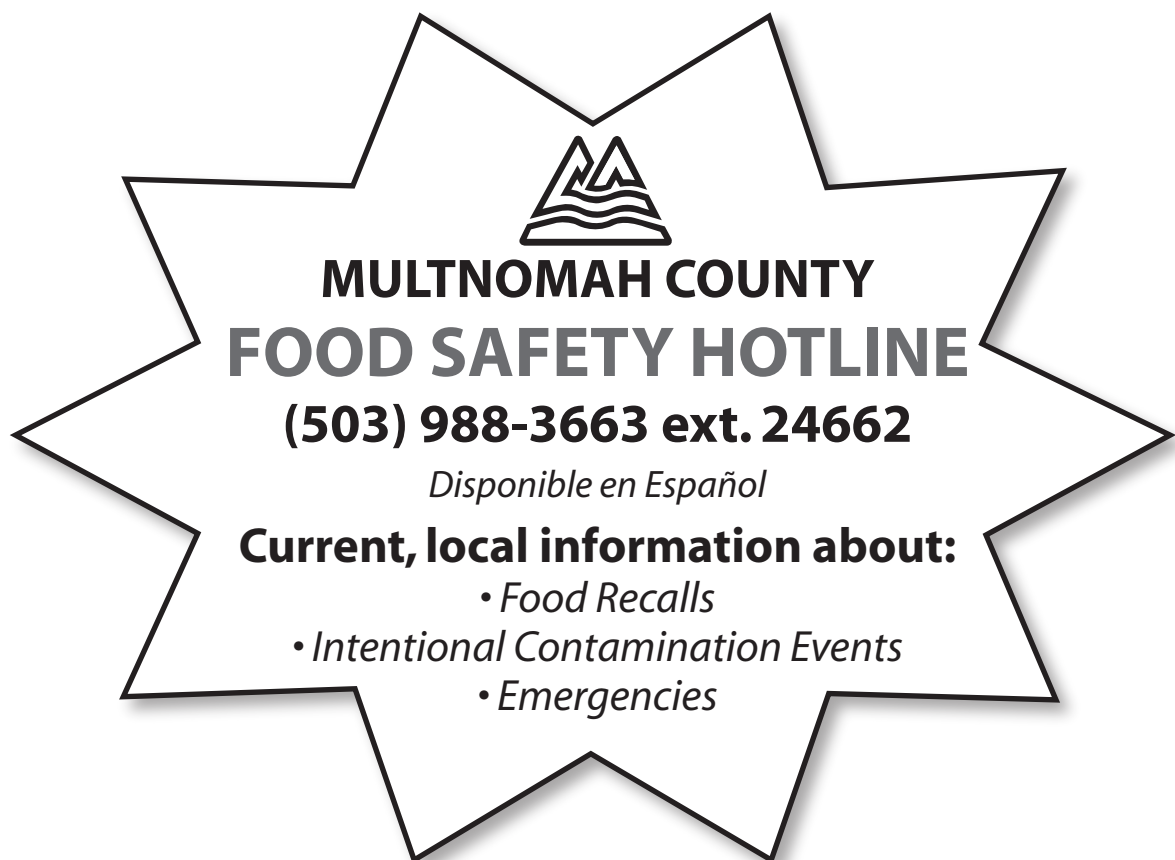 MULTNOMAH COUNTY
FOOD SAFETY HOTLINE
(503) 988-3663 ext. 24662
Disponible en Español
Current, local information about:
• Food Recalls
• Intentional Contamination Events
• Emergencies